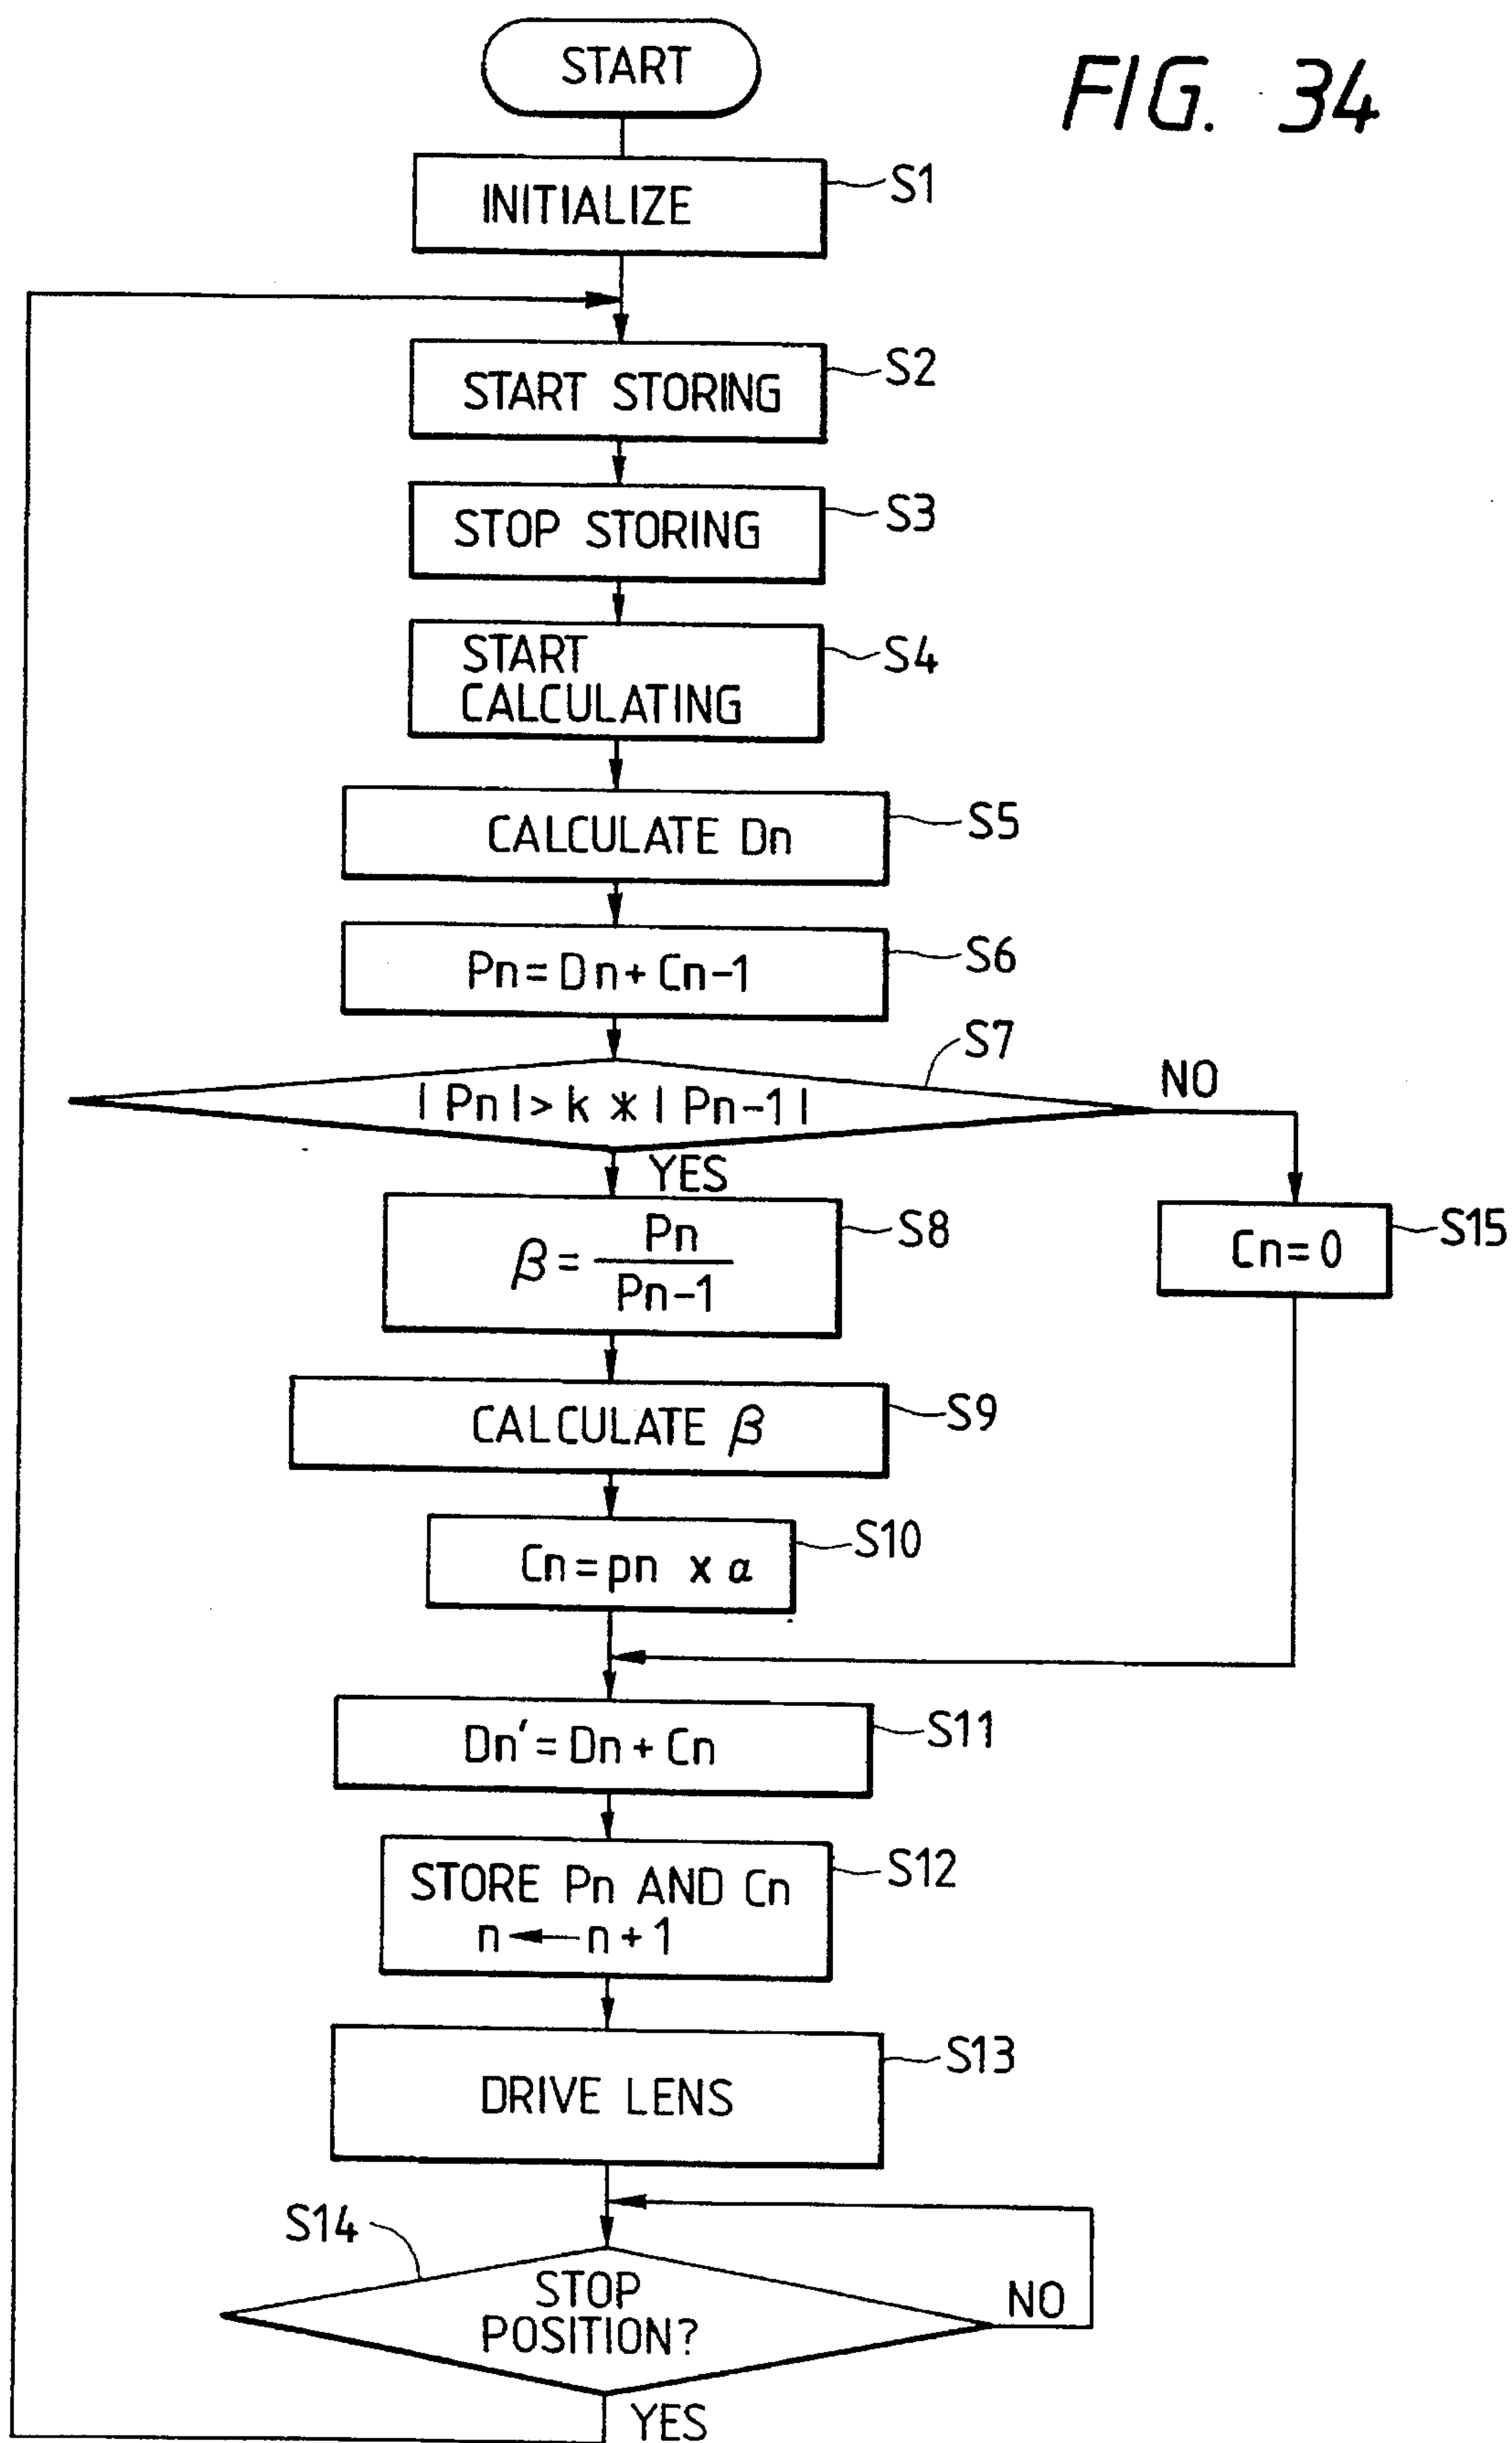 START
FIG. 34
INITIALIZE
S1
START STORING
S2
STOP STORING
S3
START
CALCULATING
S4
CALCULATE Dn
S5
Pn = Dn + Cn-1
S6
S7
| Pn | > k * | Pn-1 |
NO
YES
β = Pn / Pn-1
S8
Cn = 0
S15
CALCULATE β
S9
Cn = pn x α
S10
Dn' = Dn + Cn
S11
STORE Pn AND Cn
n ← n + 1
S12
DRIVE LENS
S13
S14
STOP
POSITION?
NO
YES